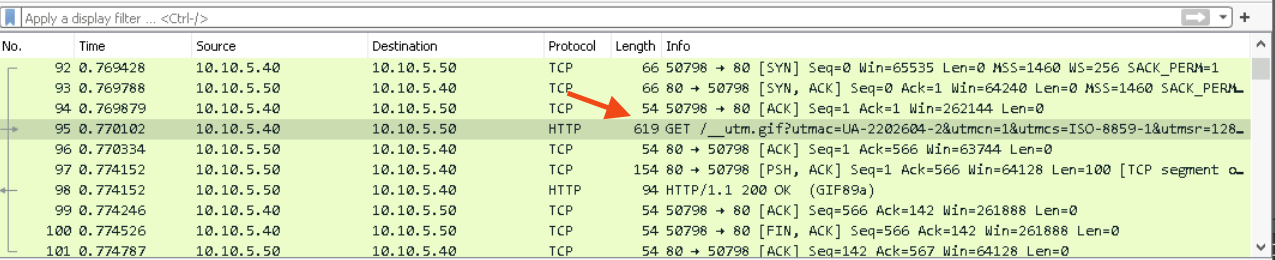 Apply a display filter ... <Ctrl-/>
No. Time Source Destination Protocol Length Info
92 0.769428 10.10.5.40 10.10.5.50 TCP 66 50798 → 80 [SYN] Seq=0 Win=65535 Len=0 MSS=1460 WS=256 SACK_PERM=1
93 0.769788 10.10.5.50 10.10.5.40 TCP 66 80 → 50798 [SYN, ACK] Seq=0 Ack=1 Win=64240 Len=0 MSS=1460 SACK_PERM…
94 0.769879 10.10.5.40 10.10.5.50 TCP 54 50798 → 80 [ACK] Seq=1 Ack=1 Win=262144 Len=0
95 0.770102 10.10.5.40 10.10.5.50 HTTP 619 GET /__utm.gif?utmac=UA-2202604-2&utmcn=1&utmcs=ISO-8859-1&utmsr=128…
96 0.770334 10.10.5.50 10.10.5.40 TCP 54 80 → 50798 [ACK] Seq=1 Ack=566 Win=63744 Len=0
97 0.774152 10.10.5.50 10.10.5.40 TCP 154 80 → 50798 [PSH, ACK] Seq=1 Ack=566 Win=64128 Len=100 [TCP segment o…
98 0.774152 10.10.5.50 10.10.5.40 HTTP 94 HTTP/1.1 200 OK (GIF89a)
99 0.774246 10.10.5.40 10.10.5.50 TCP 54 50798 → 80 [ACK] Seq=566 Ack=142 Win=261888 Len=0
100 0.774526 10.10.5.40 10.10.5.50 TCP 54 50798 → 80 [FIN, ACK] Seq=566 Ack=142 Win=261888 Len=0
101 0.774787 10.10.5.50 10.10.5.40 TCP 54 80 → 50798 [ACK] Seq=142 Ack=567 Win=64128 Len=0